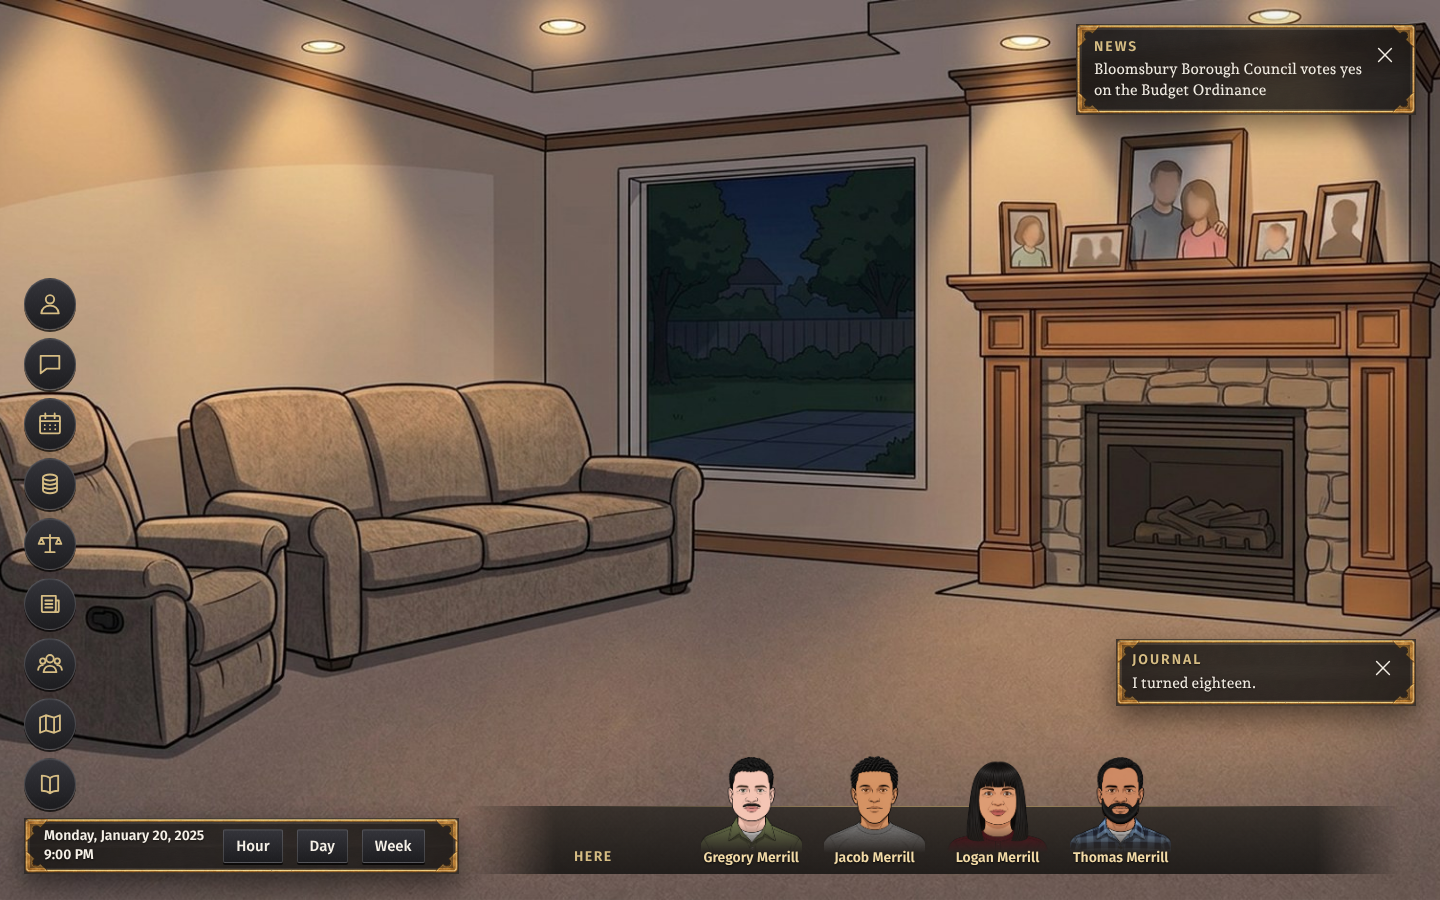 NEWS
Bloomsbury Borough Council votes yes
on the Budget Ordinance
JOURNAL
I turned eighteen.
Monday, January 20, 2025
9:00 PM
Hour
Day
Week
HERE
Gregory Merrill
Jacob Merrill
Logan Merrill
Thomas Merrill